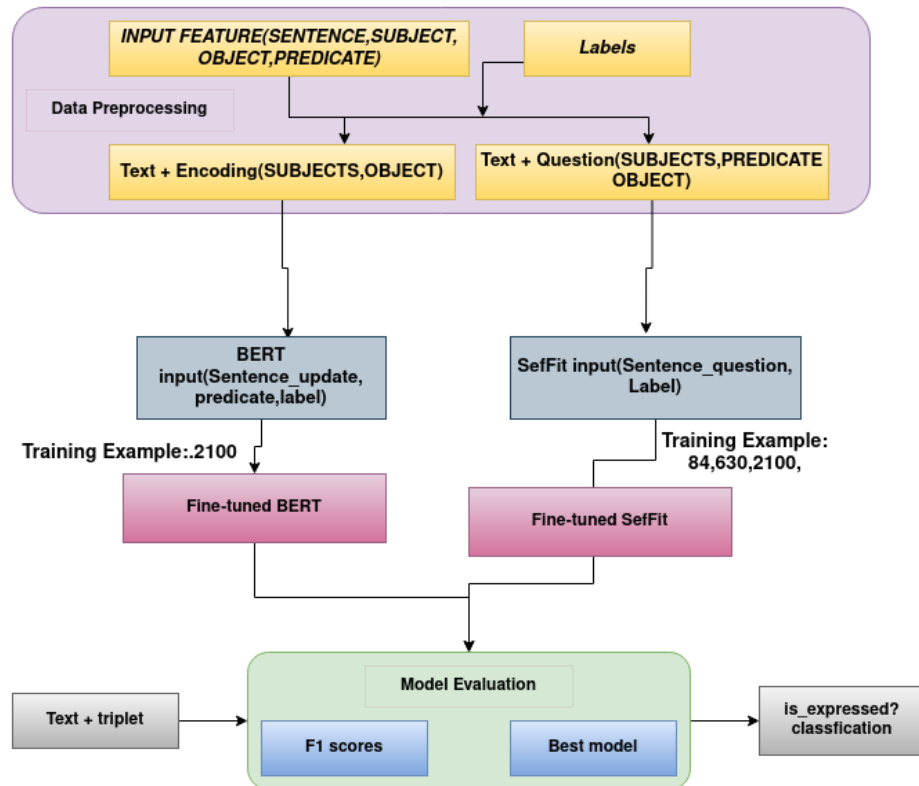 INPUT FEATURE(SENTENCE,SUBJECT,
OBJECT,PREDICATE)
Labels
Data Preprocessing
Text + Encoding(SUBJECTS,OBJECT)
Text + Question(SUBJECTS,PREDICATE
OBJECT)
BERT
input(Sentence_update,
predicate,label)
SefFit input(Sentence_question,
Label)
Training Example:.2100
Training Example:
84,630,2100,
Fine-tuned BERT
Fine-tuned SefFit
Model Evaluation
Text + triplet
F1 scores
Best model
is_expressed?
classfication